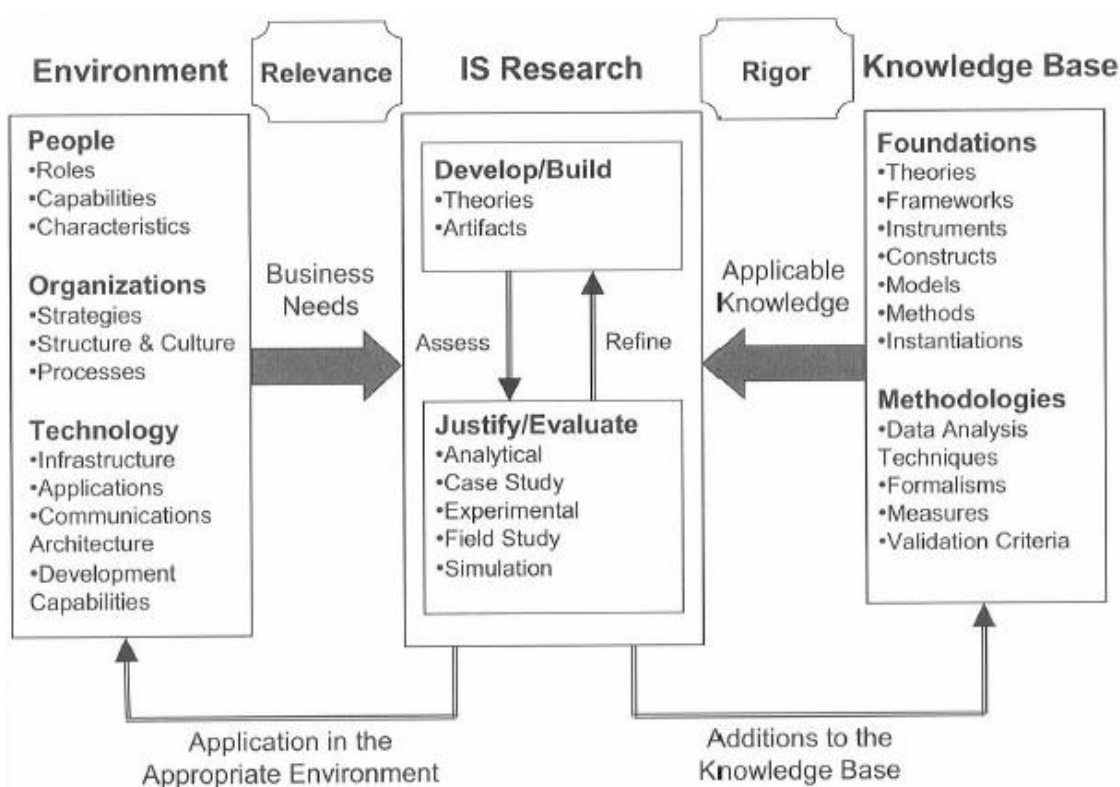 Environment
Relevance
IS Research
Rigor
Knowledge Base
People
•Roles
•Capabilities
•Characteristics
Organizations
•Strategies
•Structure & Culture
•Processes
Technology
•Infrastructure
•Applications
•Communications
Architecture
•Development
Capabilities
Business
Needs
Develop/Build
•Theories
•Artifacts
Assess
Refine
Justify/Evaluate
•Analytical
•Case Study
•Experimental
•Field Study
•Simulation
Applicable
Knowledge
Foundations
•Theories
•Frameworks
•Instruments
•Constructs
•Models
•Methods
•Instantiations
Methodologies
•Data Analysis
Techniques
•Formalisms
•Measures
•Validation Criteria
Application in the
Appropriate Environment
Additions to the
Knowledge Base